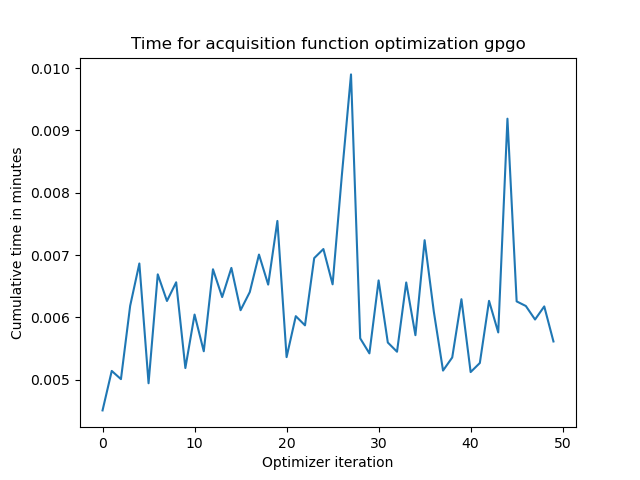 Time for acquisition function optimization gpgo
0.010
0.009
0.008
0.007
0.006
0.005
Cumulative time in minutes
0 10 20 30 40 50
Optimizer iteration